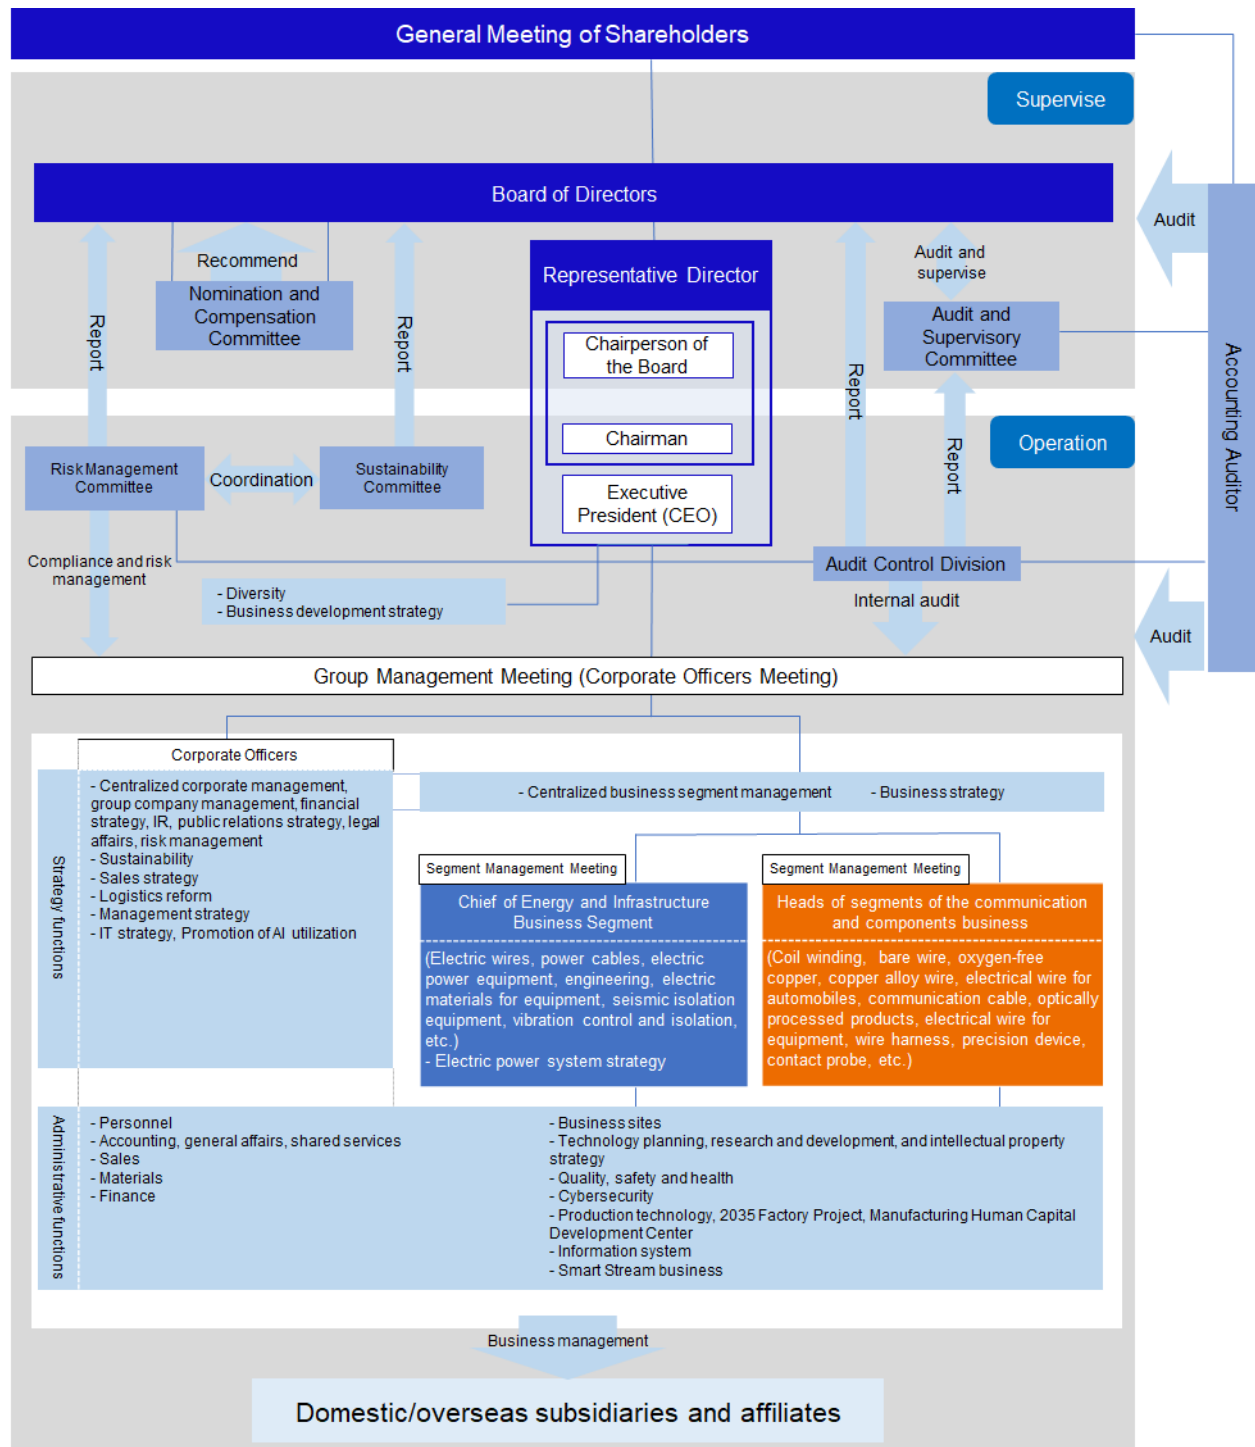 General Meeting of Shareholders
Supervise
Board of Directors
Audit
Recommend
Audit and
supervise
Representative Director
Nomination and
Compensation
Committee
Report
Report
Chairperson of
the Board
Audit and
Supervisory
Committee
Report
Accounting Auditor
Chairman
Operation
Report
Risk Management
Committee
Coordination
Sustainability
Committee
Executive
President (CEO)
Compliance and risk
management
Audit Control Division
Internal audit
- Diversity
- Business development strategy
Audit
Group Management Meeting (Corporate Officers Meeting)
Corporate Officers
Strategy functions
- Centralized corporate management,
group company management, financial
strategy, IR, public relations strategy, legal
affairs, risk management
- Sustainability
- Sales strategy
- Logistics reform
- Management strategy
- IT strategy, Promotion of AI utilization
- Centralized business segment management
- Business strategy
Segment Management Meeting
Chief of Energy and Infrastructure
Business Segment
(Electric wires, power cables, electric
power equipment, engineering, electric
materials for equipment, seismic isolation
equipment, vibration control and isolation,
etc.)
- Electric power system strategy
Segment Management Meeting
Heads of segments of the communication
and components business
(Coil winding, bare wire, oxygen-free
copper, copper alloy wire, electrical wire for
automobiles, communication cable, optically
processed products, electrical wire for
equipment, wire harness, precision device,
contact probe, etc.)
Administrative functions
- Personnel
- Accounting, general affairs, shared services
- Sales
- Materials
- Finance
- Business sites
- Technology planning, research and development, and intellectual property
strategy
- Quality, safety and health
- Cybersecurity
- Production technology, 2035 Factory Project, Manufacturing Human Capital
Development Center
- Information system
- Smart Stream business
Business management
Domestic/overseas subsidiaries and affiliates